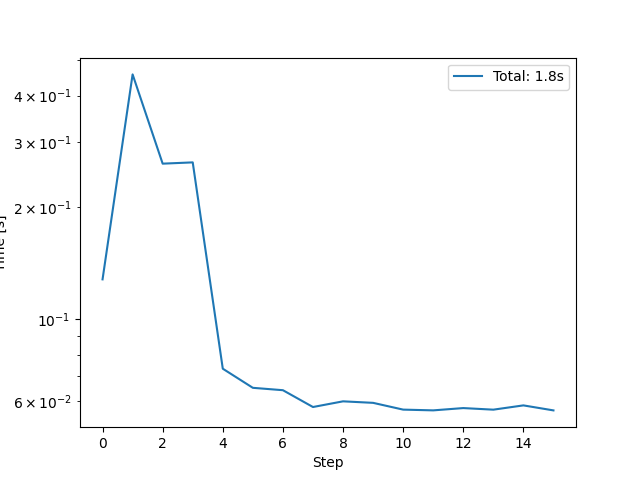 Total: 1.8s
4 × 10⁻¹
3 × 10⁻¹
2 × 10⁻¹
10⁻¹
6 × 10⁻²
[s]
0 2 4 6 8 10 12 14
Step